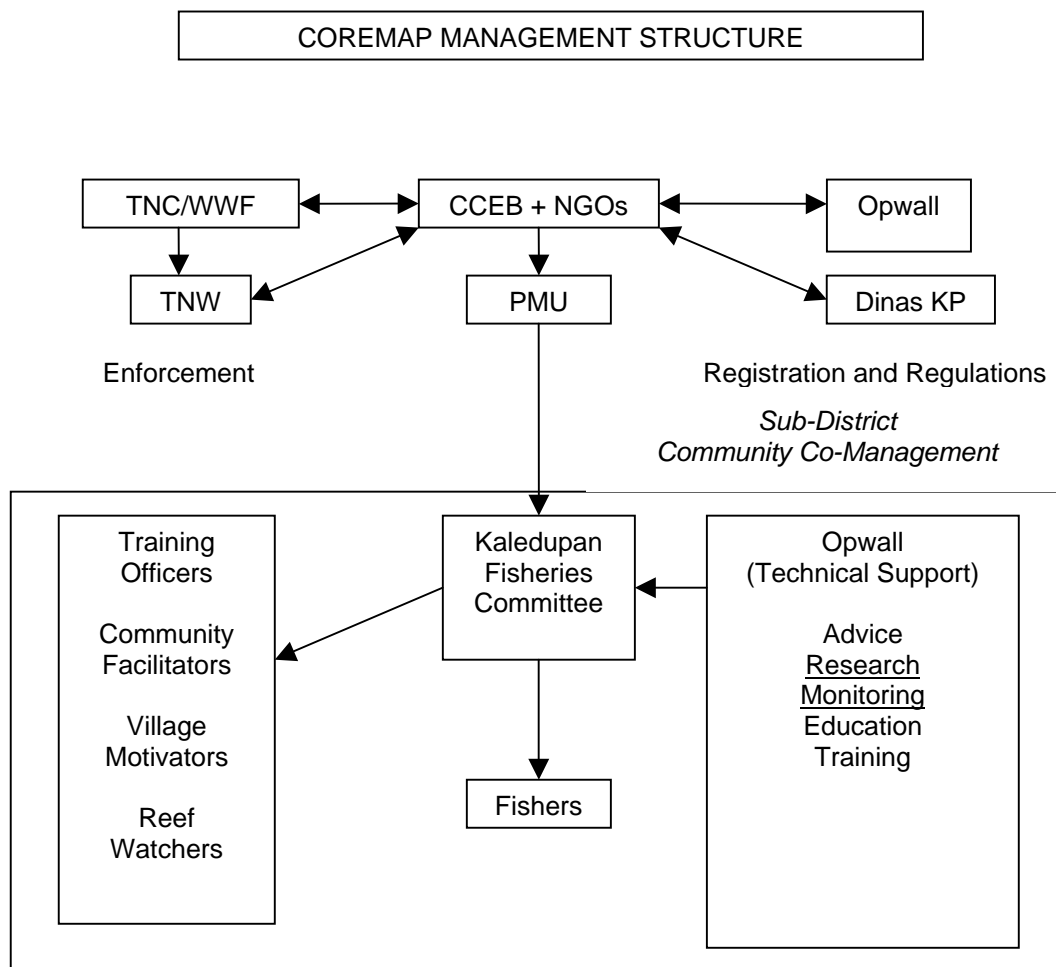 COREMAP MANAGEMENT STRUCTURE
TNC/WWF
CCEB + NGOs
Opwall
TNW
PMU
Dinas KP
Enforcement
Registration and Regulations
Sub-District
Community Co-Management
Training
Officers
Community
Facilitators
Village
Motivators
Reef
Watchers
Kaledupan
Fisheries
Committee
Fishers
Opwall
(Technical Support)
Advice
Research
Monitoring
Education
Training